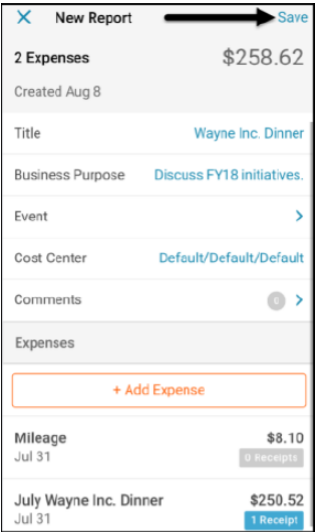 New Report Save
2 Expenses $258.62
Created Aug 8
Title Wayne Inc. Dinner
Business Purpose Discuss FY18 initiatives.
Event
Cost Center Default/Default/Default
Comments 0
Expenses
+ Add Expense
Mileage $8.10
Jul 31 0 Receipts
July Wayne Inc. Dinner $250.52
Jul 31 1 Receipt